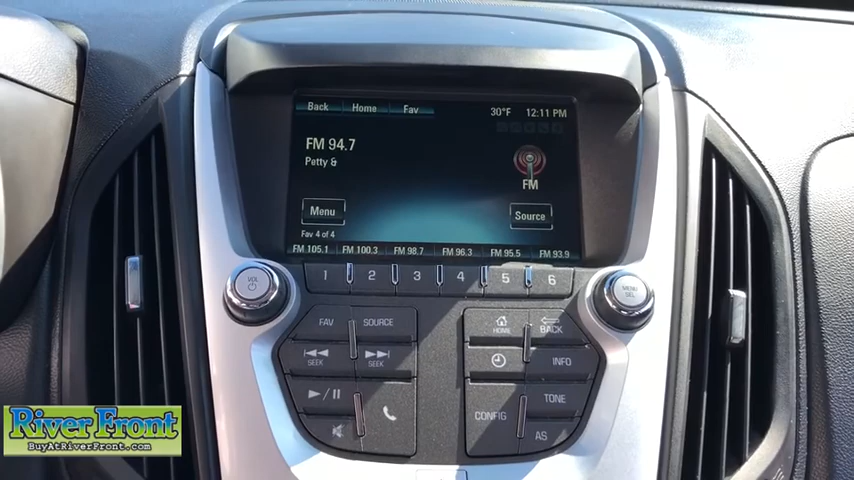 Back Home Fav 30°F 12:11 PM
FM 94.7
Petty &
FM
Menu
Source
Fav 4 of 4
FM 105.1 FM 100.3 FM 98.7 FM 96.3 FM 95.5 FM 93.9
1 2 3 4 5 6
VOL
MENU
SEL
FAV SOURCE
HOME BACK
SEEK SEEK
INFO
TONE
CONFIG
AS
River Front
BuyAtRiverFront.com